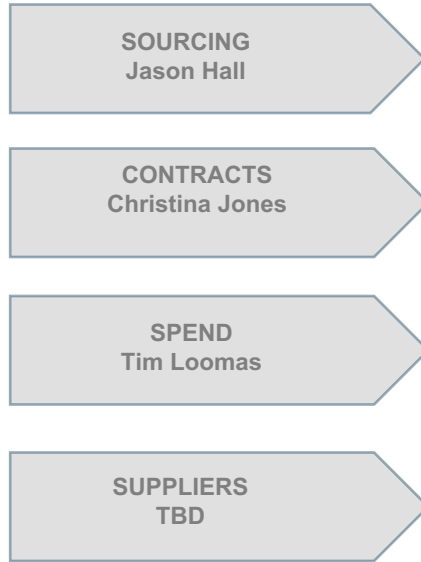 SOURCING
Jason Hall
CONTRACTS
Christina Jones
SPEND
Tim Loomas
SUPPLIERS
TBD